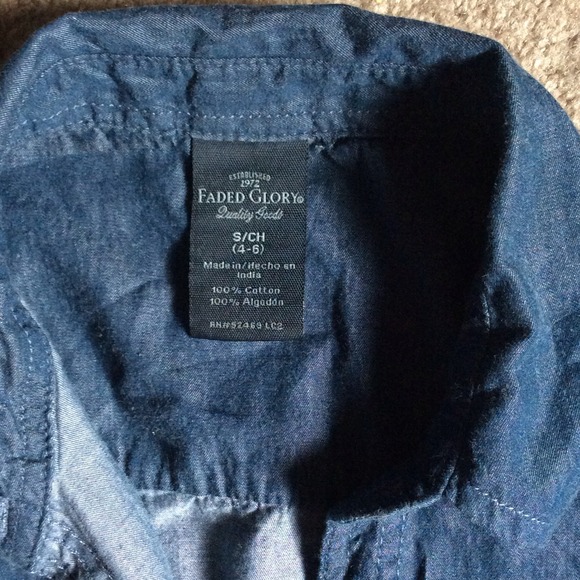 ESTABLISHED
1972
FADED GLORY®
Quality Goods
S/CH
(4-6)
Made in/Hecho en
India
100% Cotton
100% Algodón
RN#52469 LC2